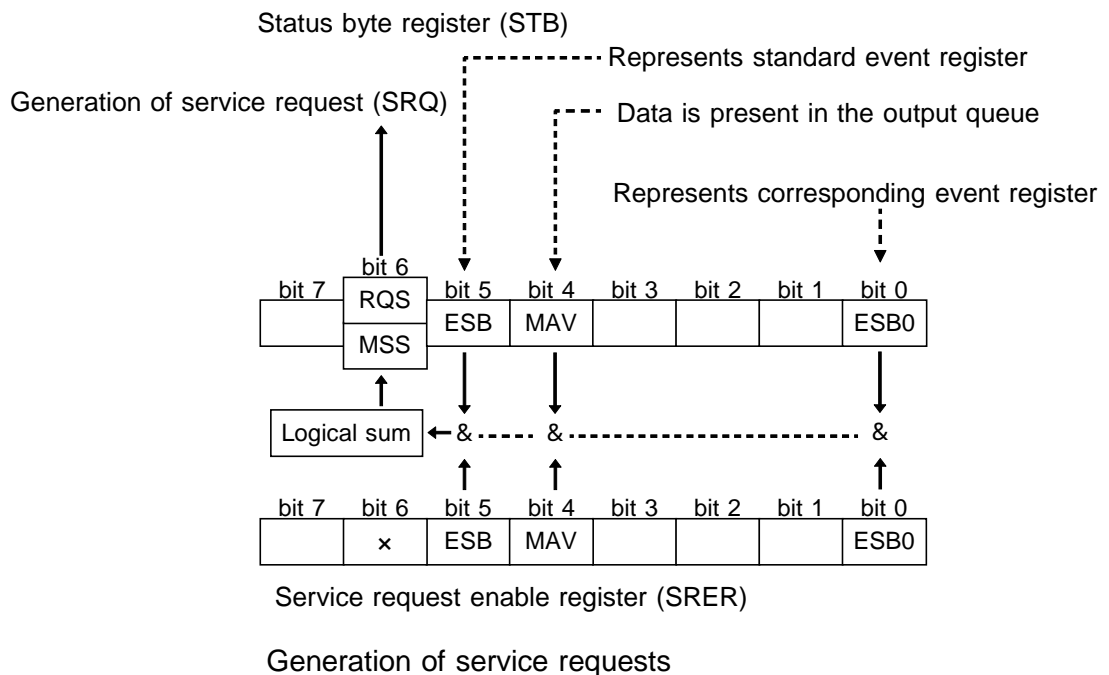 Status byte register (STB)
Represents standard event register
Generation of service request (SRQ)
Data is present in the output queue
Represents corresponding event register
bit 7 bit 6 bit 5 bit 4 bit 3 bit 2 bit 1 bit 0
RQS
ESB MAV ESB0
MSS
Logical sum & & &
bit 7 bit 6 bit 5 bit 4 bit 3 bit 2 bit 1 bit 0
× ESB MAV ESB0
Service request enable register (SRER)
Generation of service requests